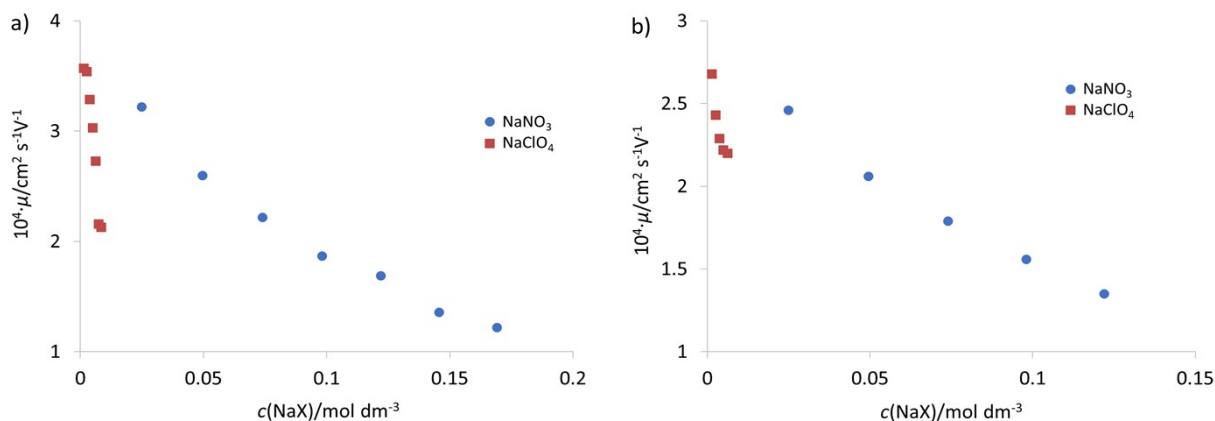 a)
4
3
2
1
10⁴·μ/cm² s⁻¹V⁻¹
0
0.05
0.1
0.15
0.2
c(NaX)/mol dm⁻³
NaNO₃
NaClO₄
b)
3
2.5
2
1.5
1
10⁴·μ/cm² s⁻¹V⁻¹
0
0.05
0.1
0.15
c(NaX)/mol dm⁻³
NaNO₃
NaClO₄